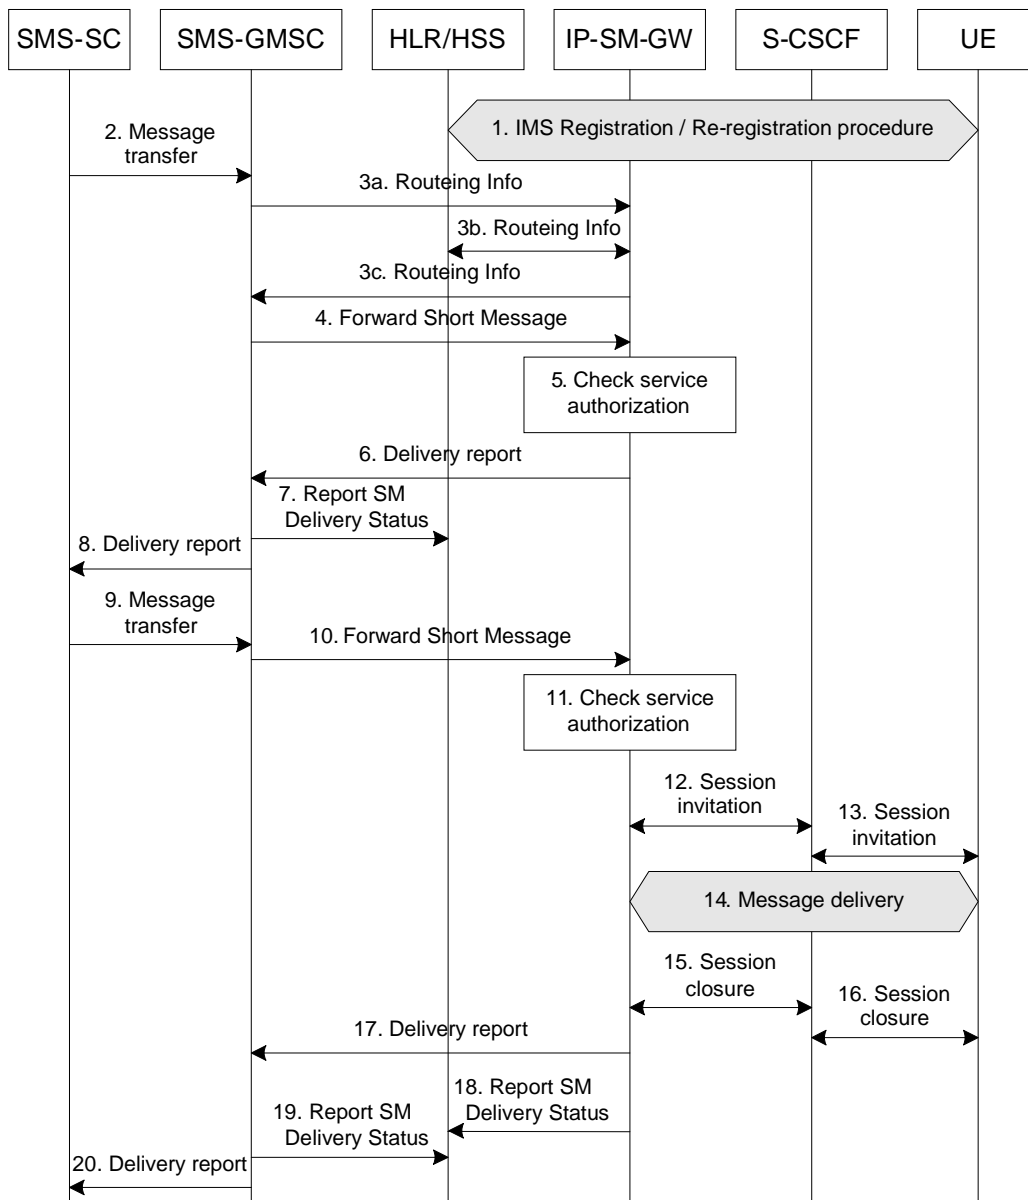 SMS-SC
SMS-GMSC
HLR/HSS
IP-SM-GW
S-CSCF
UE
1. IMS Registration / Re-registration procedure
2. Message
transfer
3a. Routeing Info
3b. Routeing Info
3c. Routeing Info
4. Forward Short Message
5. Check service
authorization
6. Delivery report
7. Report SM
Delivery Status
8. Delivery report
9. Message
transfer
10. Forward Short Message
11. Check service
authorization
12. Session
invitation
13. Session
invitation
14. Message delivery
15. Session
closure
16. Session
closure
17. Delivery report
18. Report SM
Delivery Status
19. Report SM
Delivery Status
20. Delivery report